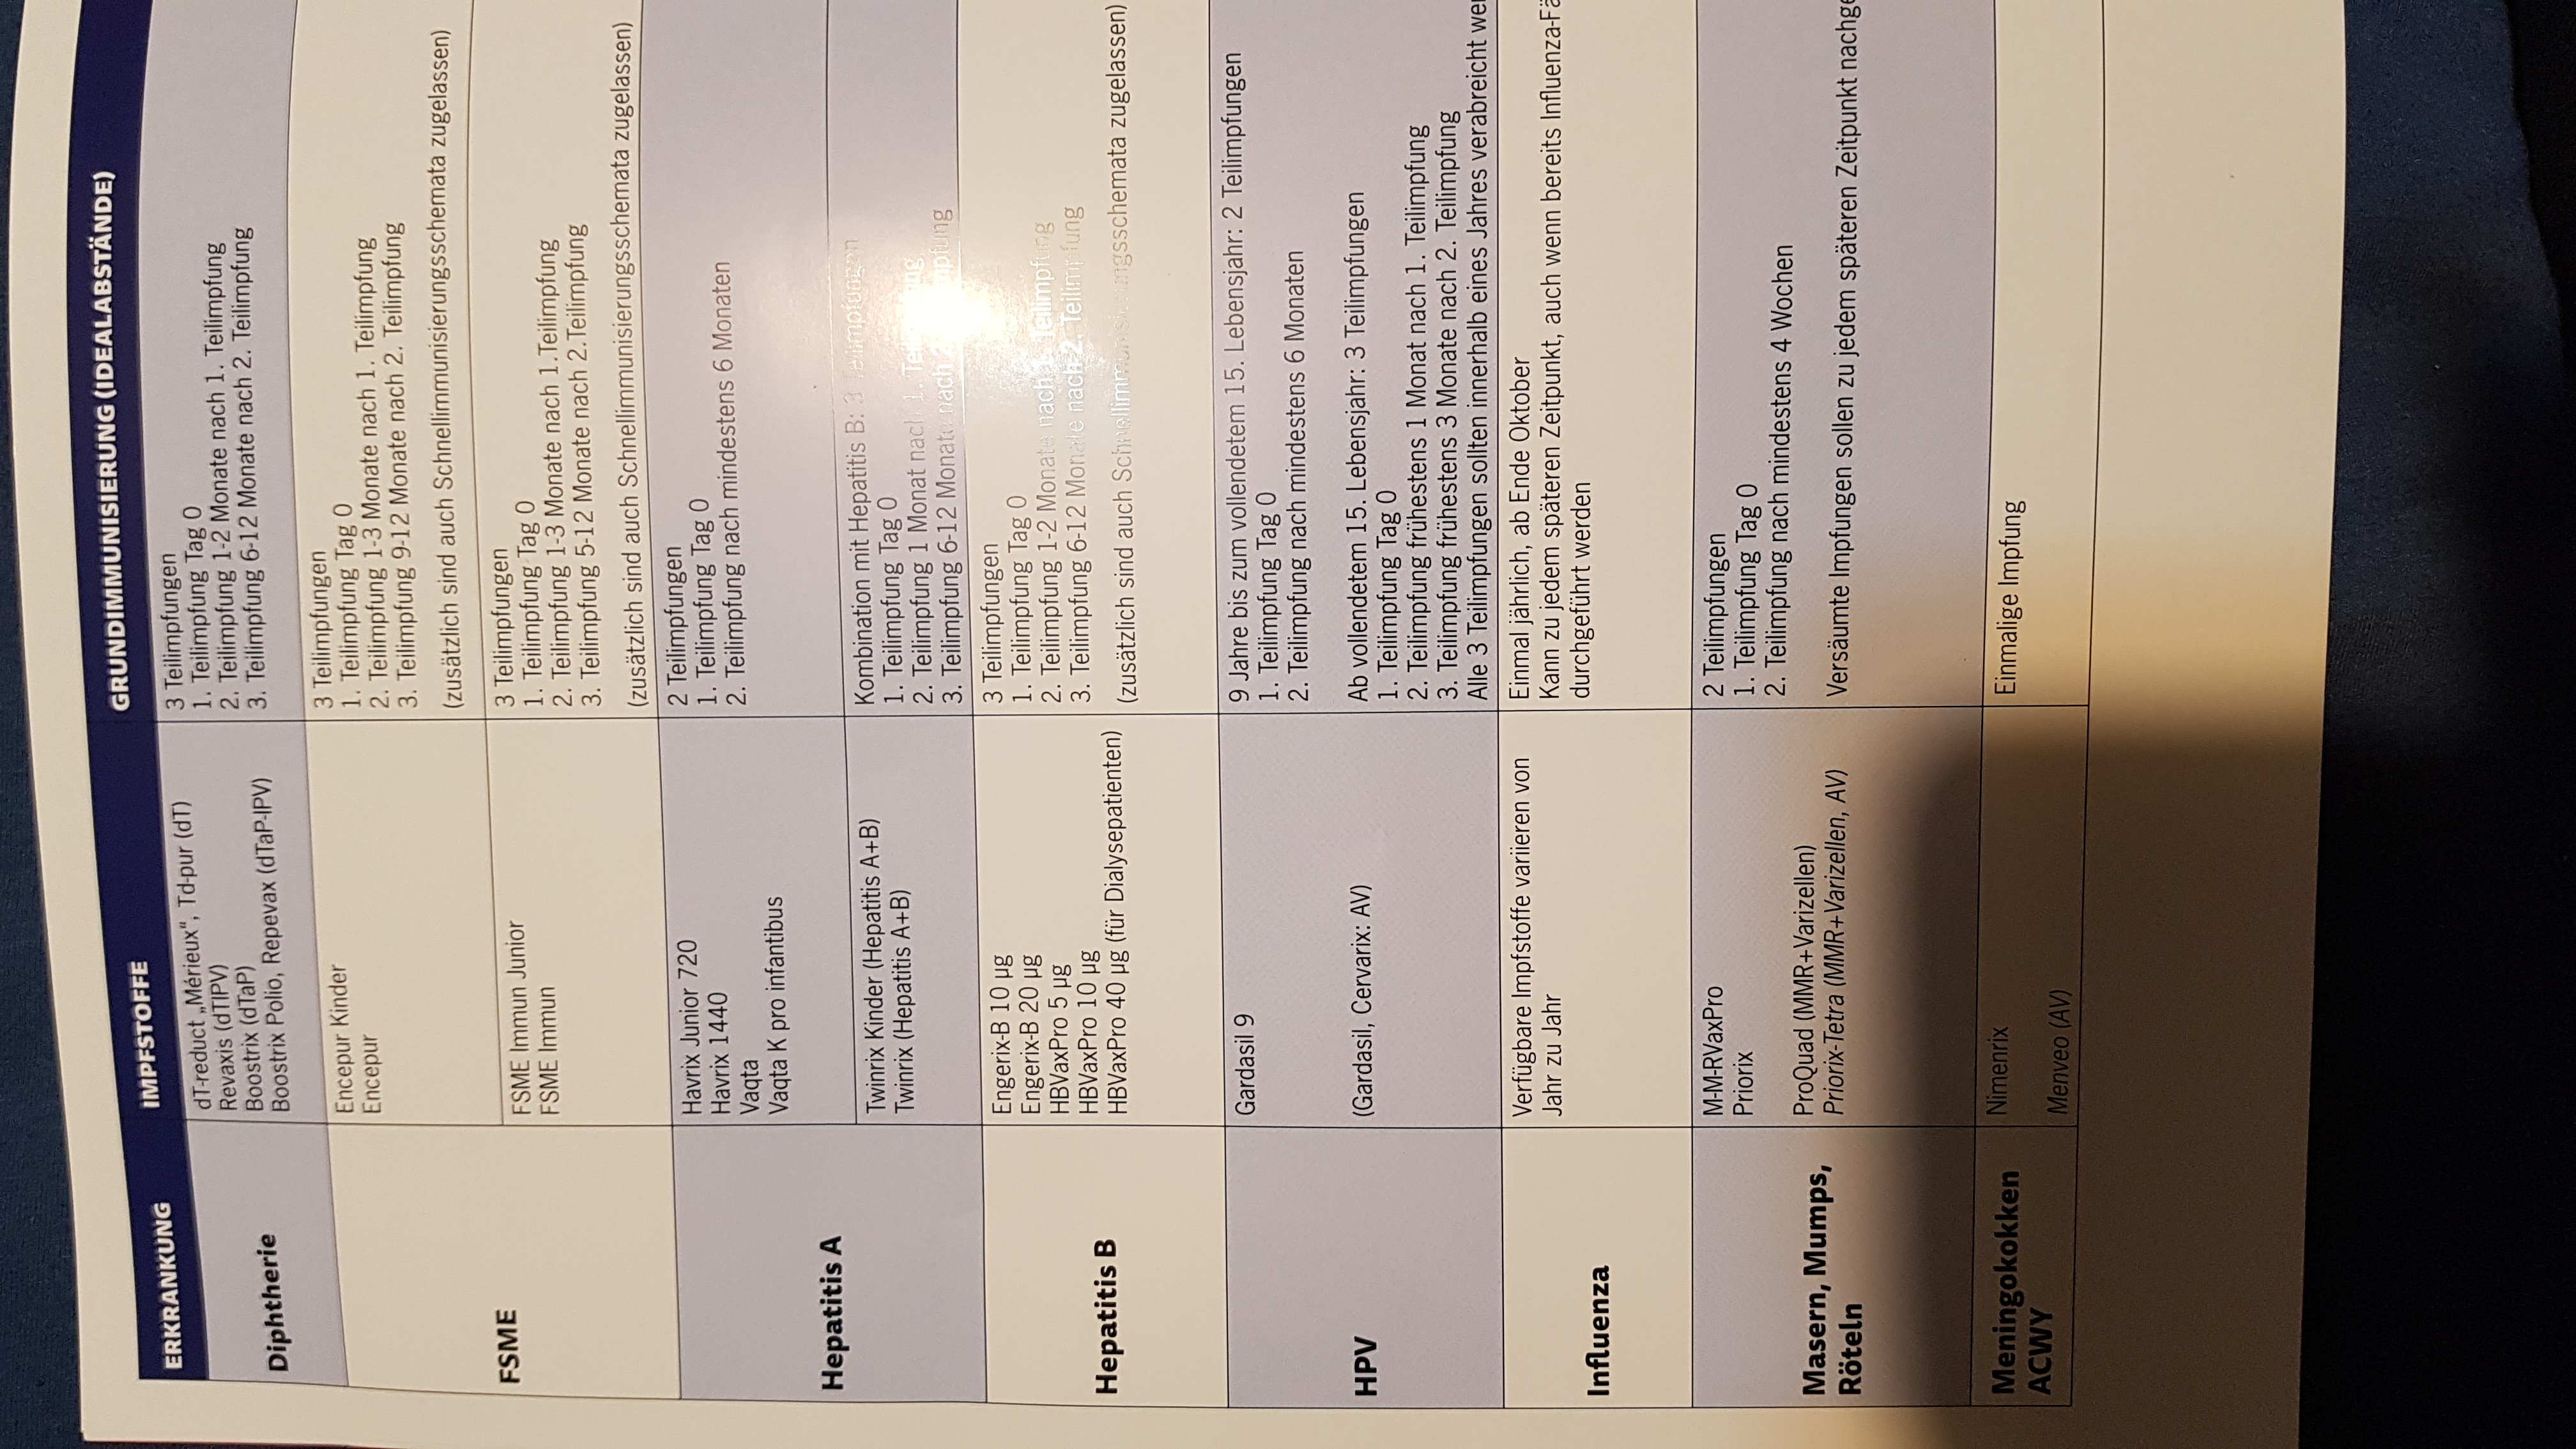 ERKRANKUNG
IMPFSTOFFE
GRUNDIMMUNISIERUNG (IDEALABSTÄNDE)
Diphtherie
dT-reduct „Mérieux“, Td-pur (dT)
Revaxis (dTIPV)
Boostrix (dTaP)
Boostrix Polio, Repevax (dTaP-IPV)
3 Teilimpfungen
1. Teilimpfung Tag 0
2. Teilimpfung 1-2 Monate nach 1. Teilimpfung
3. Teilimpfung 6-12 Monate nach 2. Teilimpfung
FSME
Encepur Kinder
Encepur
3 Teilimpfungen
1. Teilimpfung Tag 0
2. Teilimpfung 1-3 Monate nach 1. Teilimpfung
3. Teilimpfung 9-12 Monate nach 2. Teilimpfung
(zusätzlich sind auch Schnellimmunisierungsschemata zugelassen)
FSME Immun Junior
FSME Immun
3 Teilimpfungen
1. Teilimpfung Tag 0
2. Teilimpfung 1-3 Monate nach 1.Teilimpfung
3. Teilimpfung 5-12 Monate nach 2.Teilimpfung
(zusätzlich sind auch Schnellimmunisierungsschemata zugelassen)
Hepatitis A
Havrix Junior 720
Havrix 1440
Vaqta
Vaqta K pro infantibus
2 Teilimpfungen
1. Teilimpfung Tag 0
2. Teilimpfung nach mindestens 6 Monaten
Twinrix Kinder (Hepatitis A+B)
Twinrix (Hepatitis A+B)
Kombination mit Hepatitis B: 3 Teilimpfungen
1. Teilimpfung Tag 0
2. Teilimpfung 1 Monat nach 1. Teilimpfung
3. Teilimpfung 6-12 Monate nach 2. Teilimpfung
Hepatitis B
Engerix-B 10 µg
Engerix-B 20 µg
HBVaxPro 5 µg
HBVaxPro 10 µg
HBVaxPro 40 µg (für Dialysepatienten)
3 Teilimpfungen
1. Teilimpfung Tag 0
2. Teilimpfung 1-2 Monate nach 1. Teilimpfung
3. Teilimpfung 6-12 Monate nach 2. Teilimpfung
(zusätzlich sind auch Schnellimmunisierungsschemata zugelassen)
HPV
Gardasil 9
(Gardasil, Cervarix: AV)
9 Jahre bis zum vollendetem 15. Lebensjahr: 2 Teilimpfungen
1. Teilimpfung Tag 0
2. Teilimpfung nach mindestens 6 Monaten
Ab vollendetem 15. Lebensjahr: 3 Teilimpfungen
1. Teilimpfung Tag 0
2. Teilimpfung frühestens 1 Monat nach 1. Teilimpfung
3. Teilimpfung frühestens 3 Monate nach 2. Teilimpfung
Alle 3 Teilimpfungen sollten innerhalb eines Jahres verabreicht
Influenza
Verfügbare Impfstoffe variieren von
Jahr zu Jahr
Einmal jährlich, ab Ende Oktober
Kann zu jedem späteren Zeitpunkt, auch wenn bereits
durchgeführt werden
Masern, Mumps,
Röteln
M-M-RVaxPro
Priorix
ProQuad (MMR+Varizellen)
Priorix-Tetra (MMR+Varizellen, AV)
2 Teilimpfungen
1. Teilimpfung Tag 0
2. Teilimpfung nach mindestens 4 Wochen
Versäumte Impfungen sollen zu jedem späteren Zeitpunkt
Meningokokken
ACWY
Nimenrix
Menveo (AV)
Einmalige Impfung